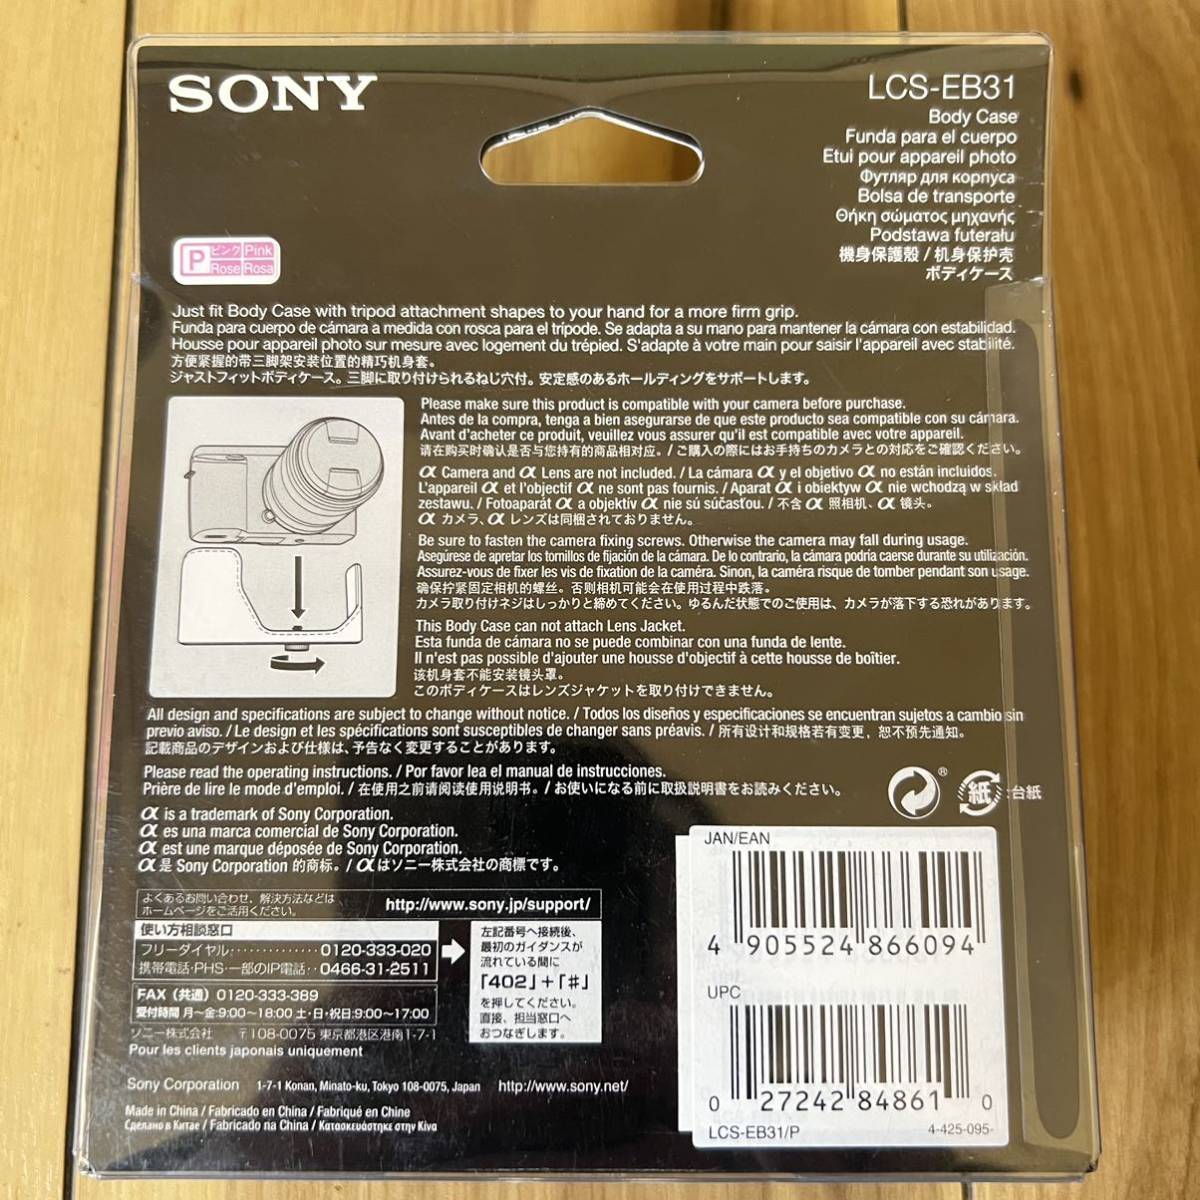 SONY
LCS-EB31
Body Case
Funda para el cuerpo
Etui pour appareil photo
Футляр для корпуса
Bolsa de transporte
Θήκη σώματος μηχανής
Podstawa futerału
機身保護殼 / 机身保护壳
ボディケース
P ピンク Pink
Rose Rosa
Just fit Body Case with tripod attachment shapes to your hand for a more firm grip.
Funda para cuerpo de cámara a medida con rosca para el trípode. Se adapta a su mano para mantener la cámara con estabilidad.
Housse pour appareil photo sur mesure avec logement du trépied. S'adapte à votre main pour saisir l'appareil avec stabilité.
方便紧握的带三脚架安装位置的精巧机身套。
ジャストフィットボディケース。三脚に取り付けられるねじ穴付。安定感のあるホールディングをサポートします。
Please make sure this product is compatible with your camera before purchase.
Antes de la compra, tenga a bien asegurarse de que este producto sea compatible con su cámara.
Avant d'acheter ce produit, veuillez vous assurer qu'il est compatible avec votre appareil.
请在购买时确认是否与您持有的商品相对应。/ ご購入の際にはお手持ちのカメラとの対応をご確認ください。
α Camera and α Lens are not included. / La cámara α y el objetivo α no están incluidos.
L'appareil α et l'objectif α ne sont pas fournis. / Aparat α i obiektyw α nie wchodzą w skład
zestawu. / Fotoaparát α a objektív α nie sú súčasťou. / 不含 α 照相机、α 镜头。
α カメラ、α レンズは同梱されておりません。
Be sure to fasten the camera fixing screws. Otherwise the camera may fall during usage.
Asegúrese de apretar los tornillos de fijación de la cámara. De lo contrario, la cámara podría caerse durante su utilización.
Assurez-vous de fixer les vis de fixation de la caméra. Sinon, la caméra risque de tomber pendant son usage.
确保拧紧固定相机的螺丝。否则相机可能会在使用过程中跌落。
カメラ取り付けネジはしっかりと締めてください。ゆるんだ状態でのご使用は、カメラが落下する恐れがあります。
This Body Case can not attach Lens Jacket.
Esta funda de cámara no se puede combinar con una funda de lente.
Il n'est pas possible d'ajouter une housse d'objectif à cette housse de boîtier.
该机身套不能安装镜头罩。
このボディケースはレンズジャケットを取り付けできません。
All design and specifications are subject to change without notice. / Todos los diseños y especificaciones se encuentran sujetos a cambio sin
previo aviso. / Le design et les spécifications sont susceptibles de changer sans préavis. / 所有设计和规格若有变更，恕不预先通知。
記載商品のデザインおよび仕様は、予告なく変更することがあります。
Please read the operating instructions. / Por favor lea el manual de instrucciones.
Prière de lire le mode d'emploi. / 在使用之前请阅读使用说明书。/ お使いになる前に取扱説明書をお読みください。
® 紙 :台紙
α is a trademark of Sony Corporation.
α es una marca comercial de Sony Corporation.
α est une marque déposée de Sony Corporation.
α是 Sony Corporation 的商标。/ αはソニー株式会社の商標です。
よくあるお問い合わせ、解決方法などは
ホームページをご活用ください。
http://www.sony.jp/support/
使い方相談窓口
フリーダイヤル·············0120-333-020
携帯電話・PHS・一部のIP電話··0466-31-2511
左記番号へ接続後、
最初のガイダンスが
流れている間に
「402」+「#」
を押してください。
直接、担当窓口へ
おつなぎします。
FAX（共通）0120-333-389
受付時間 月～金:9:00～18:00 土・日・祝日:9:00～17:00
ソニー株式会社 〒108-0075 東京都港区港南1-7-1
Pour les clients japonais uniquement
Sony Corporation 1-7-1 Konan, Minato-ku, Tokyo 108-0075, Japan http://www.sony.net/
Made in China / Fabricado en China / Fabriqué en Chine
Сделано в Китае / Fabricado na China / Κατασκευάστηκε στην Κίνα
JAN/EAN
4 905524 866094
UPC
0 27242 84861 0
LCS-EB31/P
4-425-095-